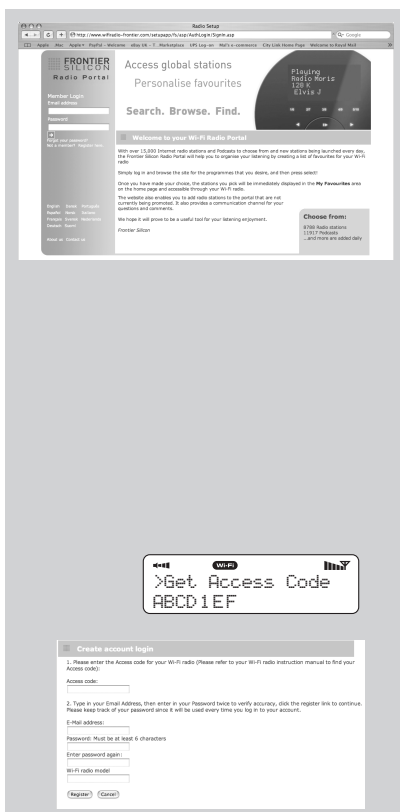 Radio Setup
http://www.wifiradio-frontier.com/setupapp/fs/asp/AuthLogin/SignIn.asp
Google
Apple .Mac Apple PayPal - Welcome eBay UK - T Marketplace UPS Log-on Mal's e-commerce City Link Home Page Welcome to Royal Mail
FRONTIER
SILICON
Radio Portal
Member Login
Email address
Password
Forgot your password?
Not a member? Register here.
English Dansk Português
Español Norsk
Français Svenska Nederlandse
Deutsch Suomi
About us Contact us
Access global stations
Personalise favourites
Search. Browse. Find.
Playing
Radio Moris
128 K
Elvis J
Welcome to your Wi-Fi Radio Portal
With over 15,000 Internet radio stations and Podcasts to choose from and new stations being launched every day,
the Frontier Silicon Radio Portal will help you to organise your listening by creating a list of favourites for your Wi-Fi
radio
Simply log in and browse the site for the programmes that you desire, and then press select!
Once you have made your choise, the stations you pick will be immediately displayed in the My Favourites area
on the home page and accessible through your Wi-Fi radio.
The website also enables you to add radio stations to the portal that are not
currently being promoted. It also provides a communication channel for your
questions and comments.
We hope it will prove to be a useful tool for your listening enjoyment.
Frontier Silicon
Choose from:
8789 Radio stations
11917 Podcasts
...and more are added daily
Wi-Fi
>Get Access Code
ABCD1EF
Create account login
1. Please enter the Access code for your Wi-Fi radio (Please refer to your Wi-Fi radio instruction manual to find your
Access code):
Access code:
2. Type in your Email Address, then enter in your Password twice to verify accuracy, click the register link to continue.
Please keep track of your password since it will be used every time you log in to your account.
E-Mail address:
Password: Must be at least 6 characters
Enter password again:
Wi-Fi radio model
Register Cancel